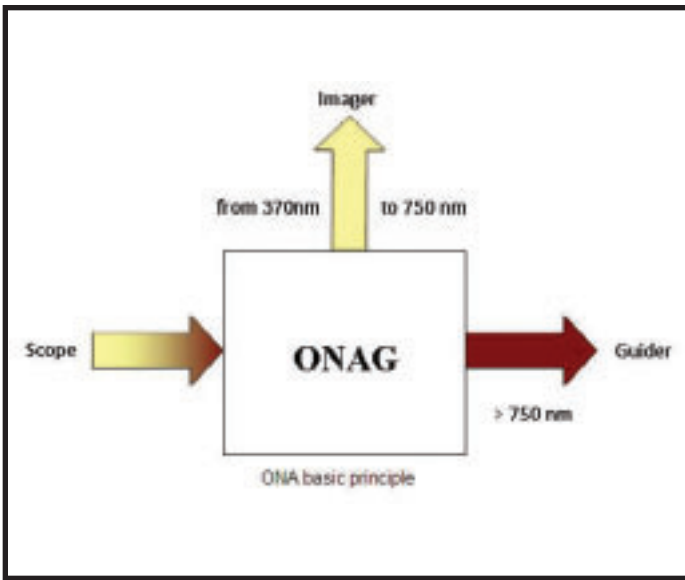 Imager
from 370nm to 750 nm
Scope ONAG Guider
> 750 nm
ONA basic principle